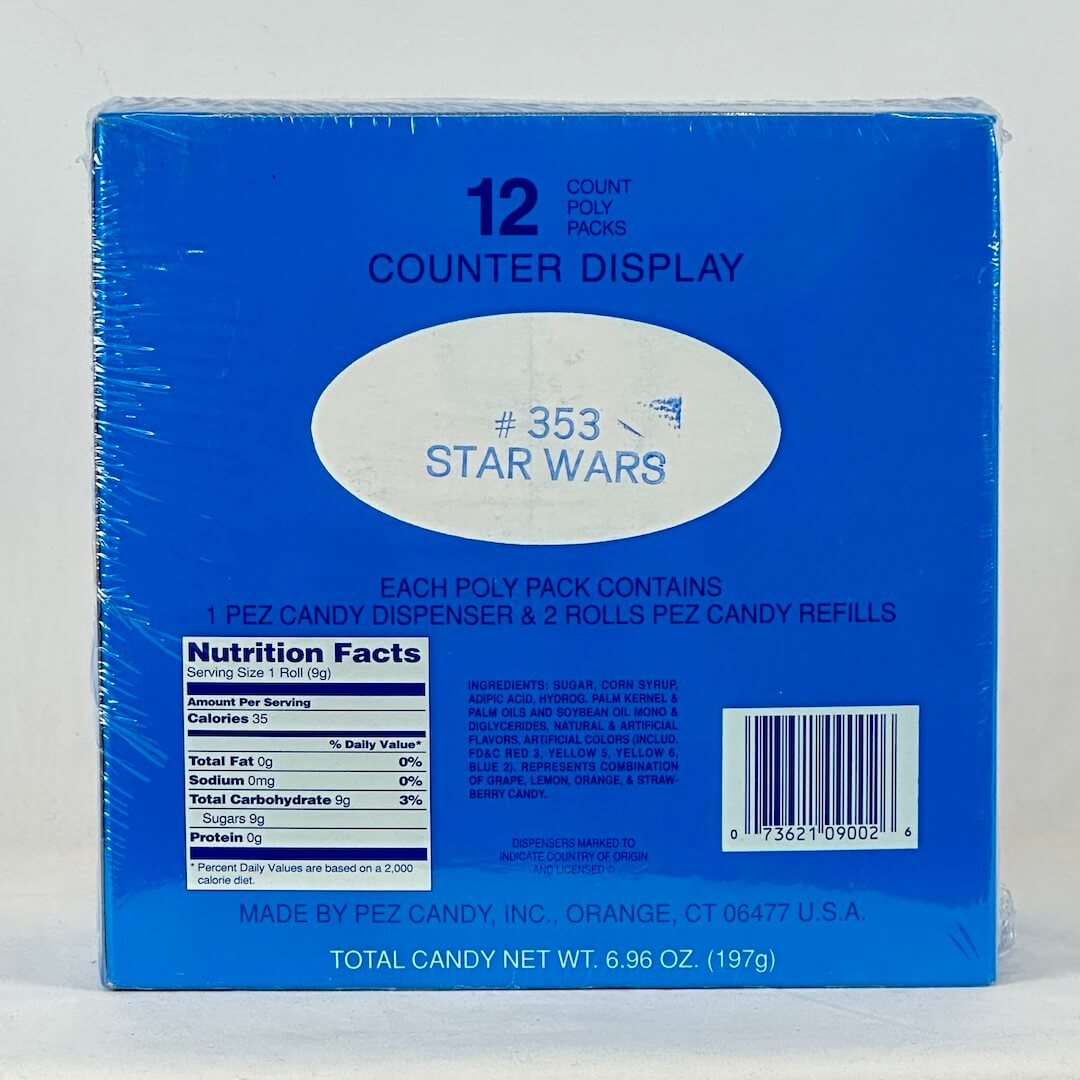 12 COUNT
POLY
PACKS
COUNTER DISPLAY
# 353
STAR WARS
EACH POLY PACK CONTAINS
1 PEZ CANDY DISPENSER & 2 ROLLS PEZ CANDY REFILLS
Nutrition Facts
Serving Size 1 Roll (9g)
Amount Per Serving
Calories 35
% Daily Value*
Total Fat 0g 0%
Sodium 0mg 0%
Total Carbohydrate 9g 3%
Sugars 9g
Protein 0g
* Percent Daily Values are based on a 2,000
calorie diet.
INGREDIENTS: SUGAR, CORN SYRUP,
ADIPIC ACID, HYDROG. PALM KERNEL &
PALM OILS AND SOYBEAN OIL MONO &
DIGLYCERIDES, NATURAL & ARTIFICIAL
FLAVORS, ARTIFICIAL COLORS (INCLUD.
FD&C RED 3, YELLOW 5, YELLOW 6,
BLUE 2). REPRESENTS COMBINATION
OF GRAPE, LEMON, ORANGE, & STRAW-
BERRY CANDY.
DISPENSERS MARKED TO
INDICATE COUNTRY OF ORIGIN
AND LICENSED ©
0 73621 09002 6
MADE BY PEZ CANDY, INC., ORANGE, CT 06477 U.S.A.
TOTAL CANDY NET WT. 6.96 OZ. (197g)